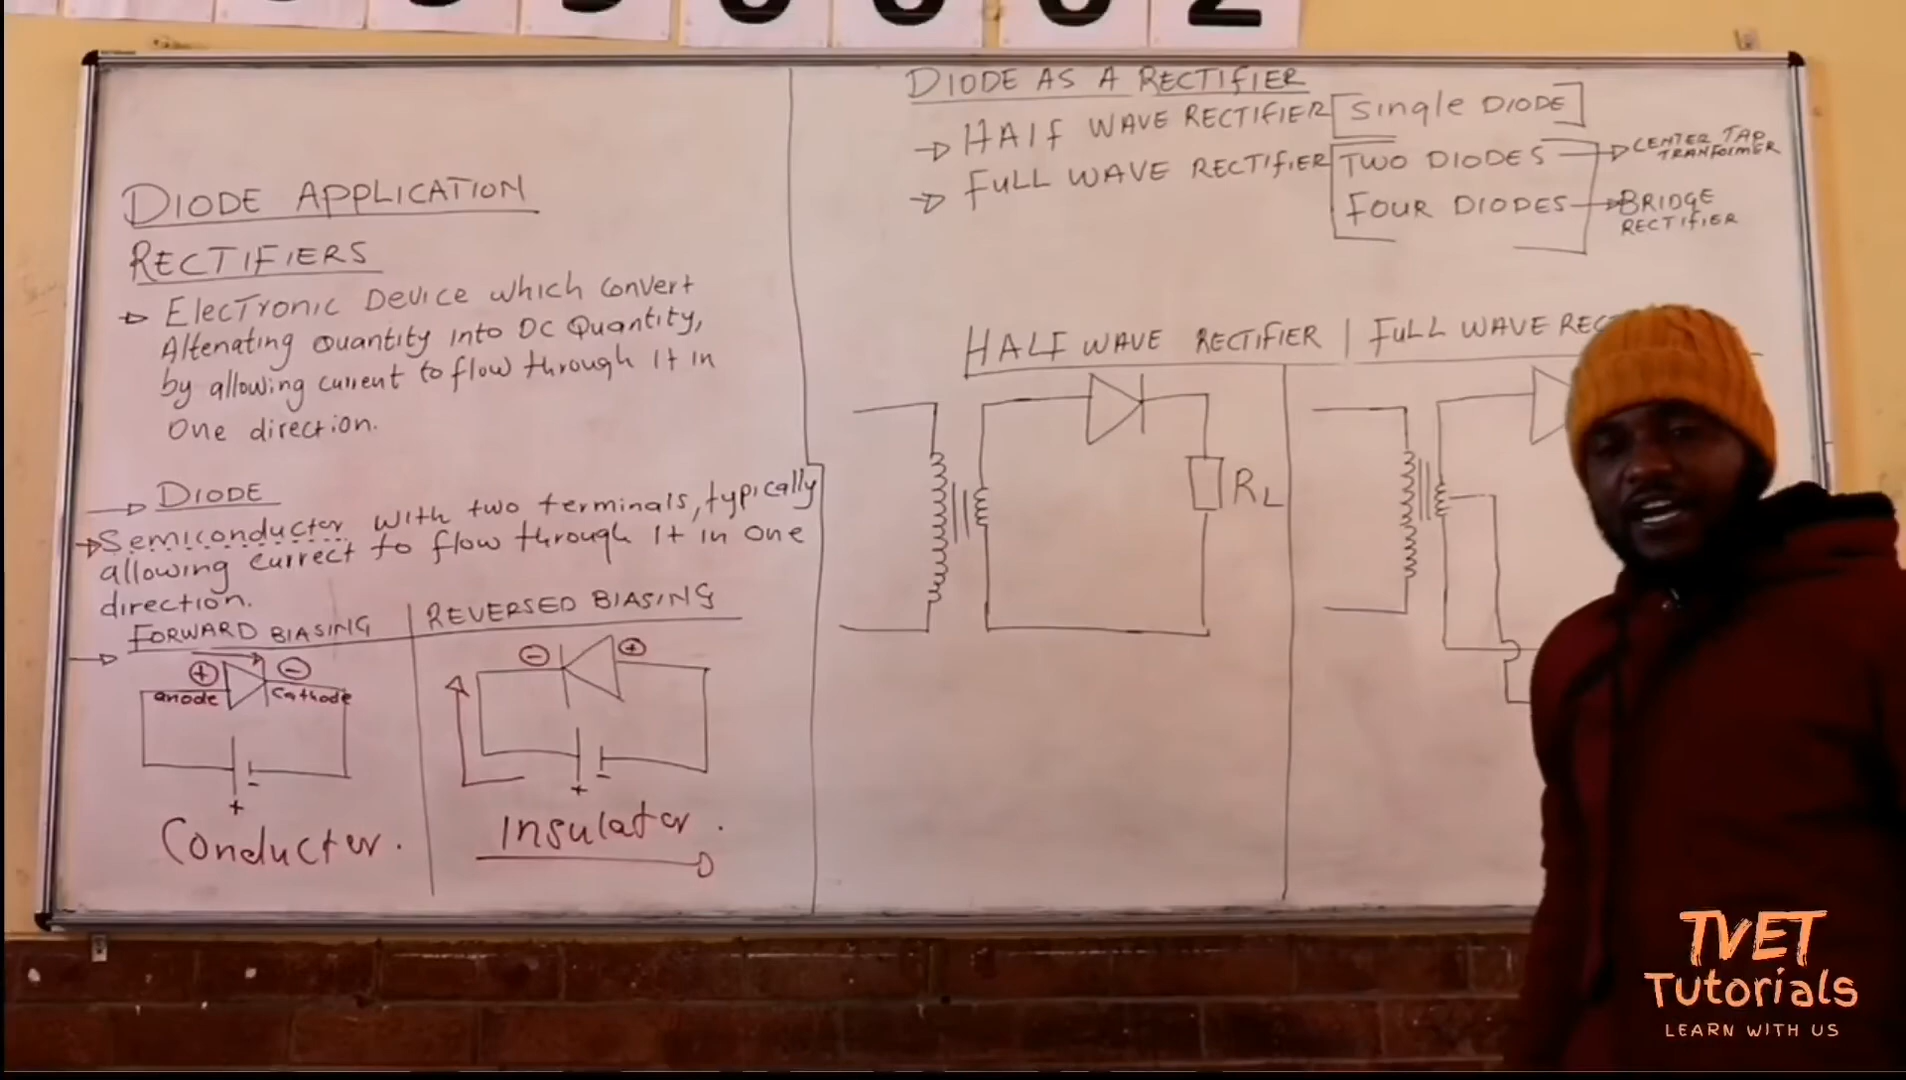 DIODE APPLICATION
RECTIFIERS
Electronic Device which convert
Altenating Quantity into DC Quantity,
by allowing current to flow through It in
One direction.
DIODE
Semiconductor with two terminals, typically
allowing currect to flow through It in One
direction.
FORWARD BIASING
REVERSED BIASING
+ -
anode Cathode
- +
+ -
+ -
Conductor.
Insulator.
DIODE AS A RECTIFIER
HALF WAVE RECTIFIER [Single DIODE]
FULL WAVE RECTIFIER [TWO DIODES
CENTER TAP
TRANFORMER
FOUR DIODES
BRIDGE
RECTIFIER
HALF WAVE RECTIFIER | FULL WAVE
RL
TVET
Tutorials
LEARN WITH US